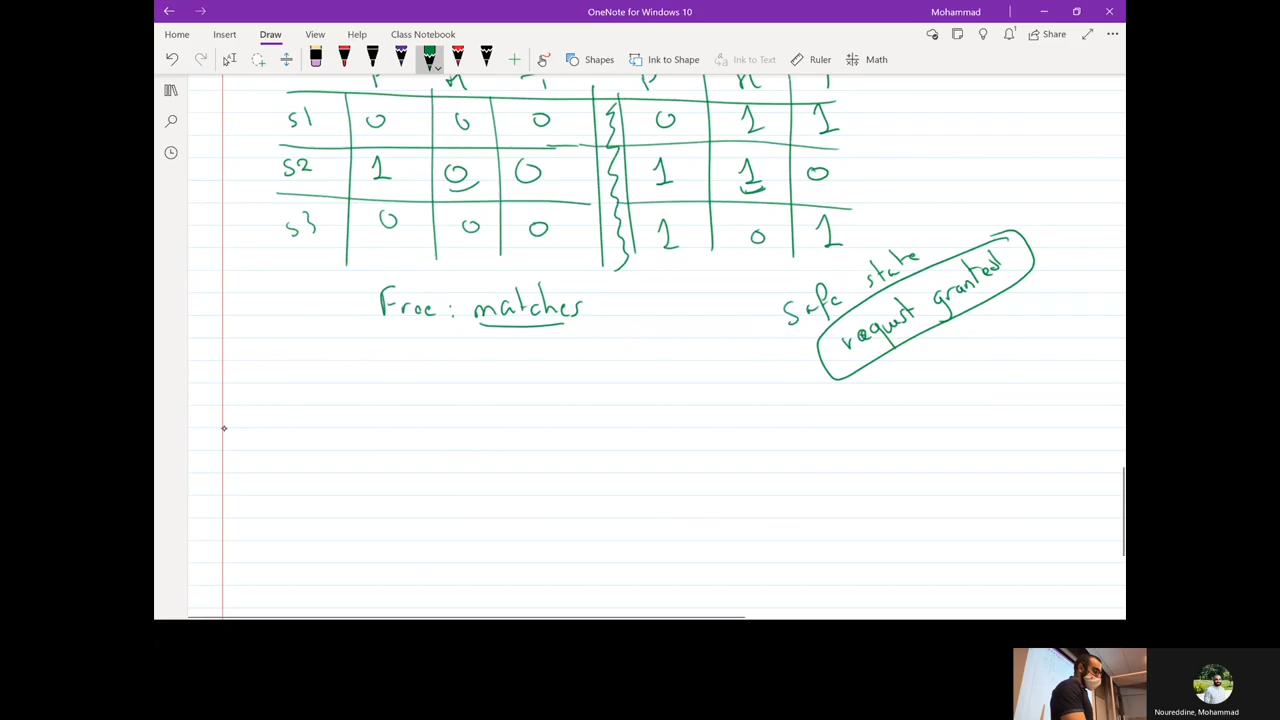 OneNote for Windows 10
Mohammad
Home Insert Draw View Help Class Notebook
Share
Shapes Ink to Shape Ink to Text Ruler Math
S1 0 0 0 0 1 1
S2 1 0 0 1 1 0
S3 0 0 0 1 0 1
Free: matches
safe state
request granted
Noureddine, Mohammad